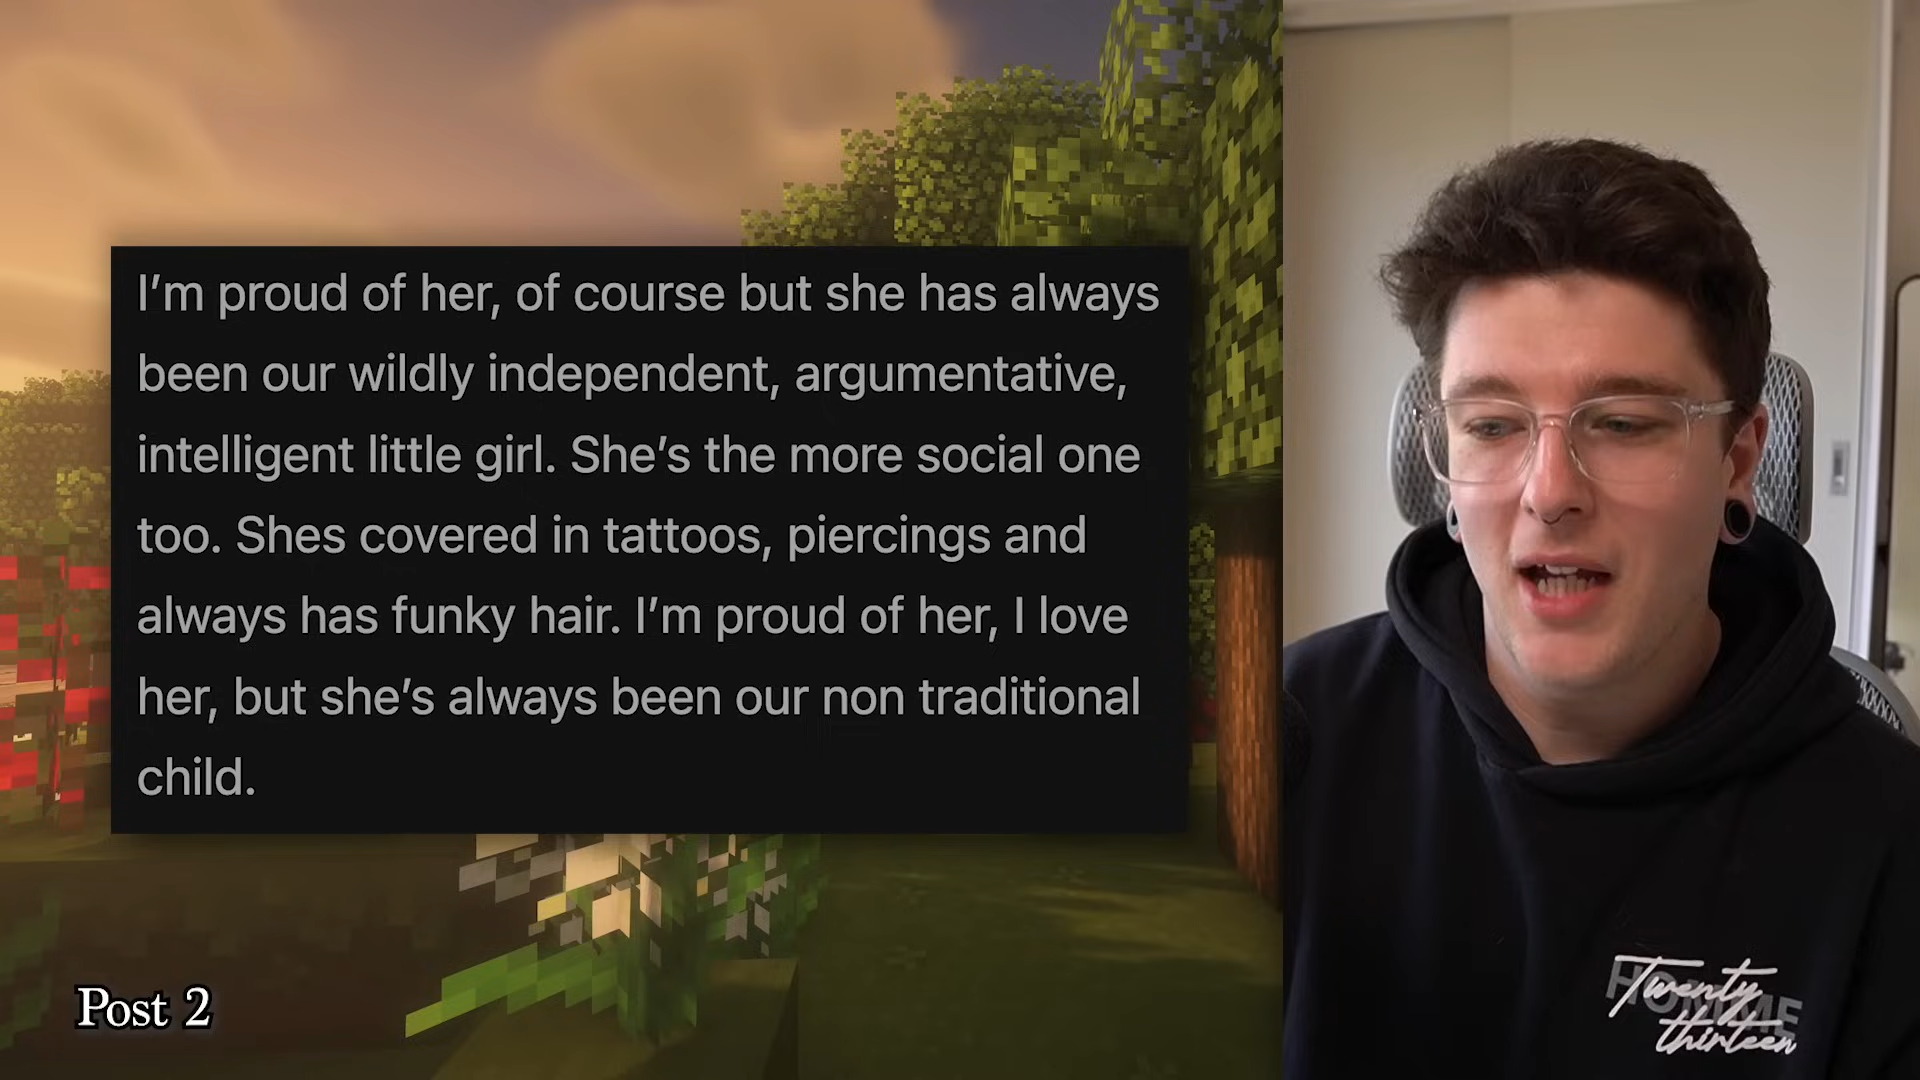 I’m proud of her, of course but she has always
been our wildly independent, argumentative,
intelligent little girl. She’s the more social one
too. Shes covered in tattoos, piercings and
always has funky hair. I’m proud of her, I love
her, but she’s always been our non traditional
child.
Post 2
HOMME
Twenty
thirteen